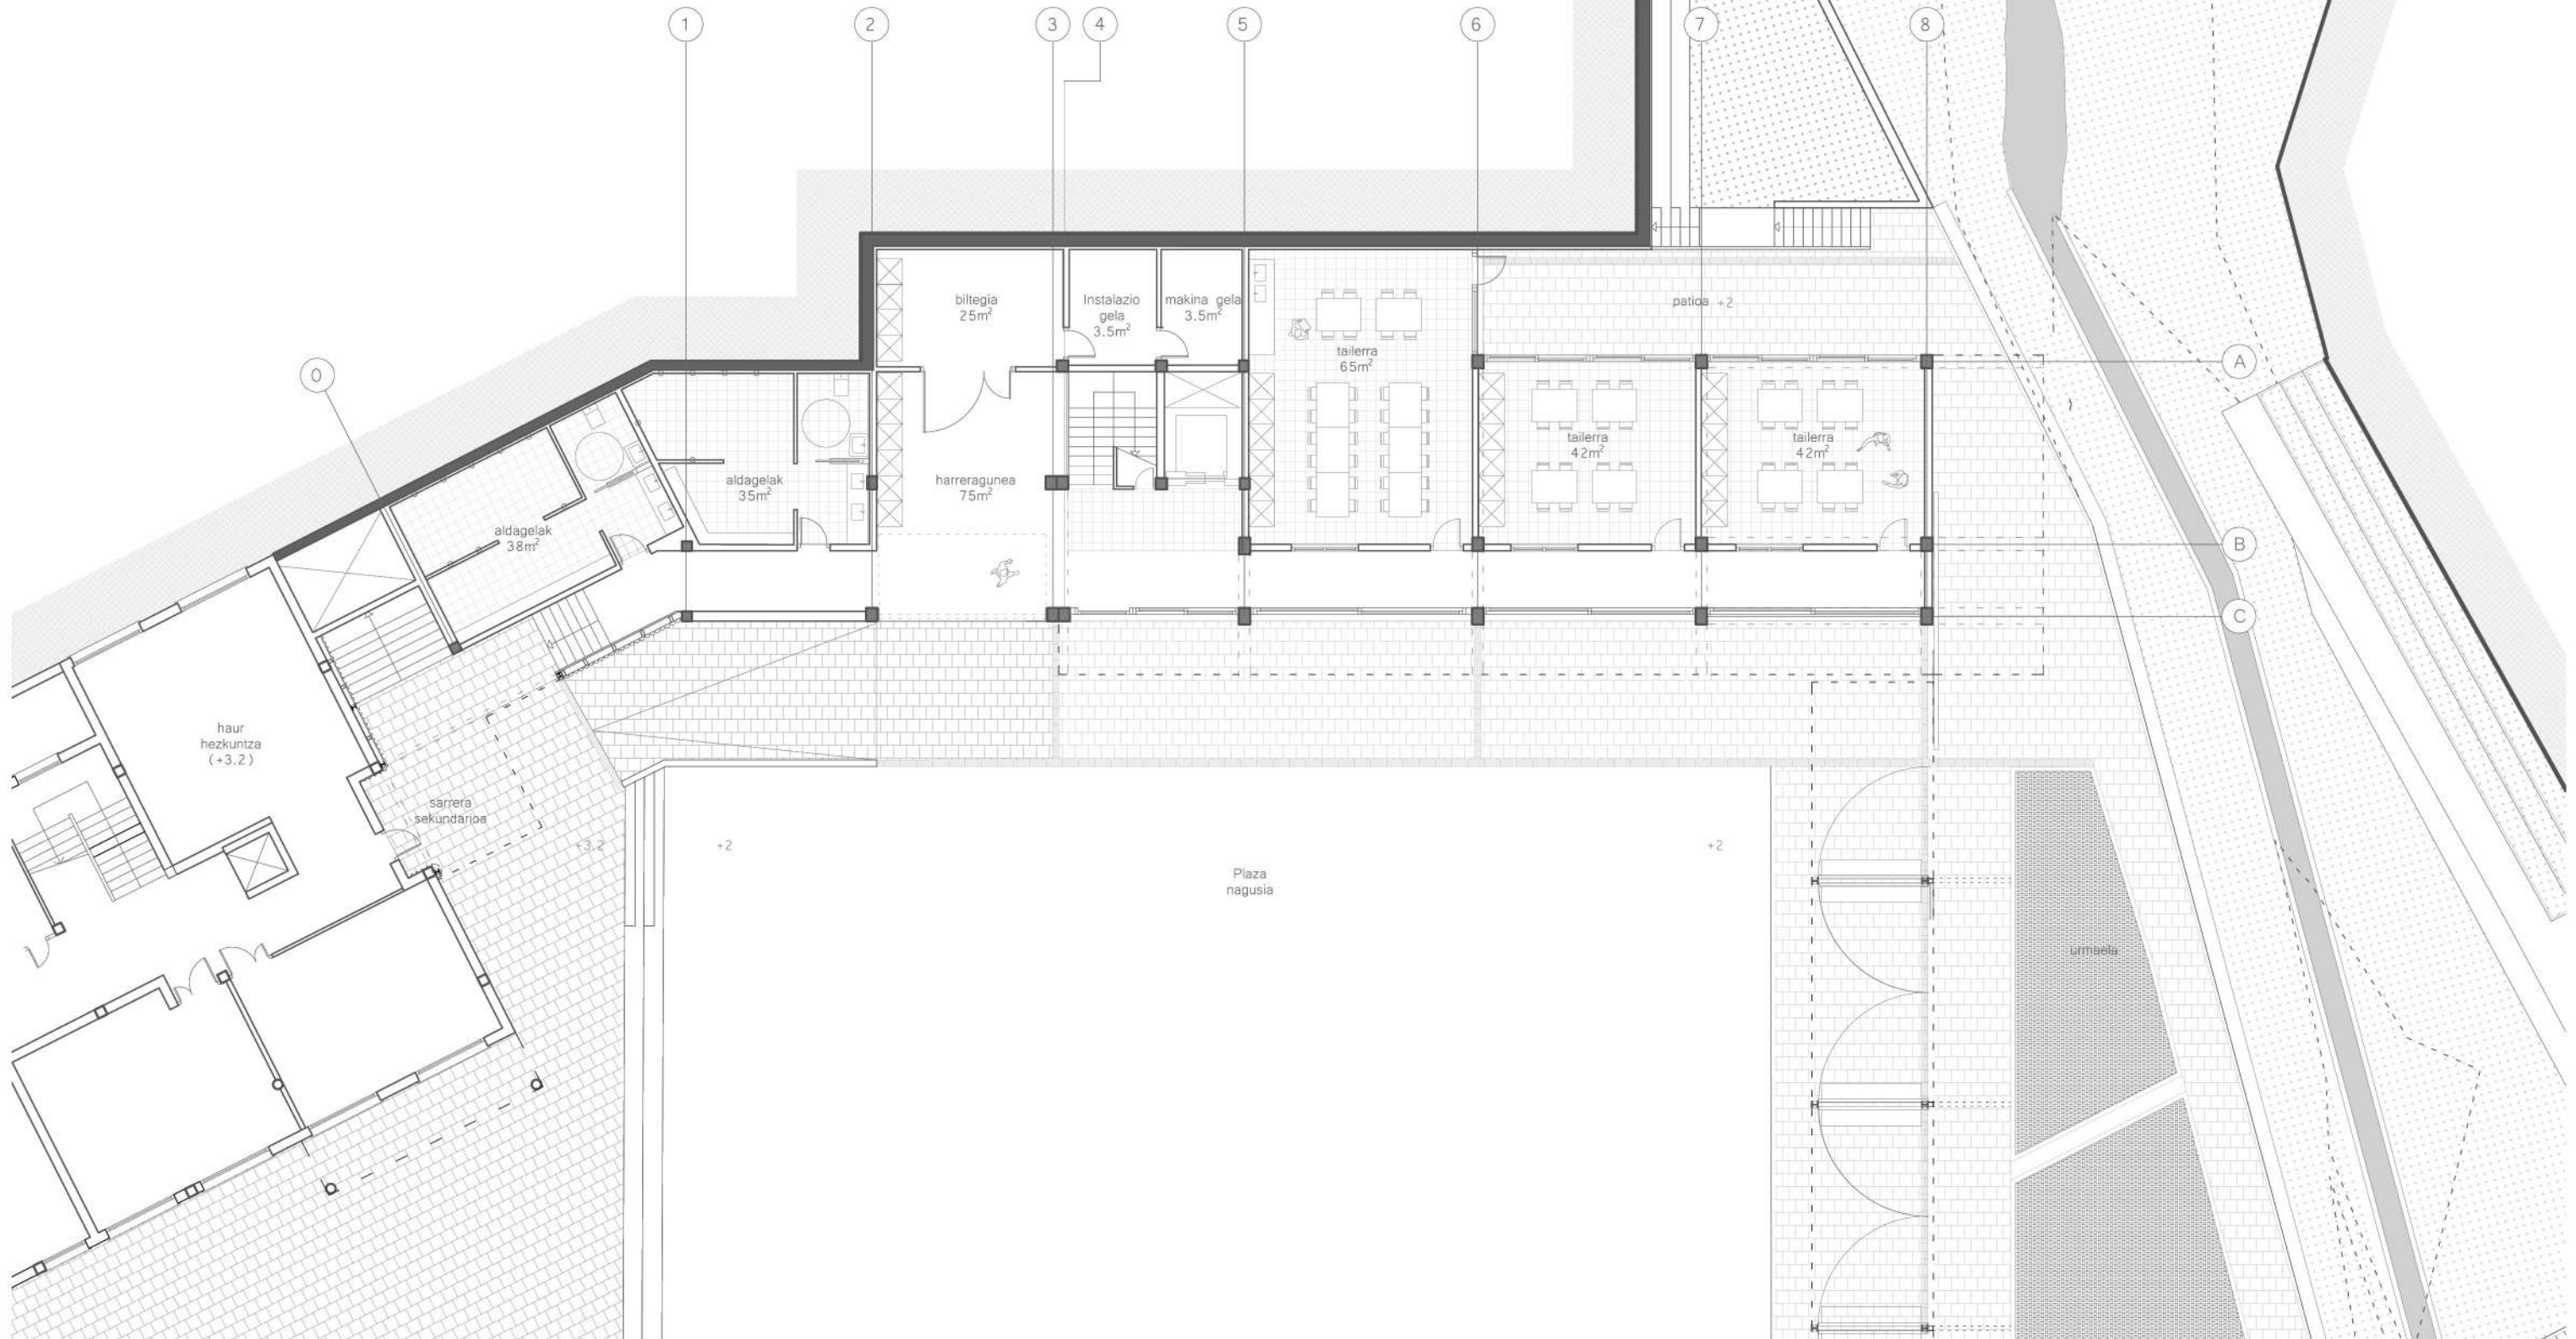 1
2
3
4
5
6
7
8
0
A
B
C
biltegia
25m²
Instalazio
gela
3.5m²
makina gela
3.5m²
patioa +2
tailerra
65m²
tailerra
42m²
tailerra
42m²
aldagelak
35m²
harreragunea
75m²
aldagelak
38m²
haur
hezkuntza
(+3.2)
sarrera
sekundarioa
+3.2
+2
+2
Plaza
nagusia
urmaela